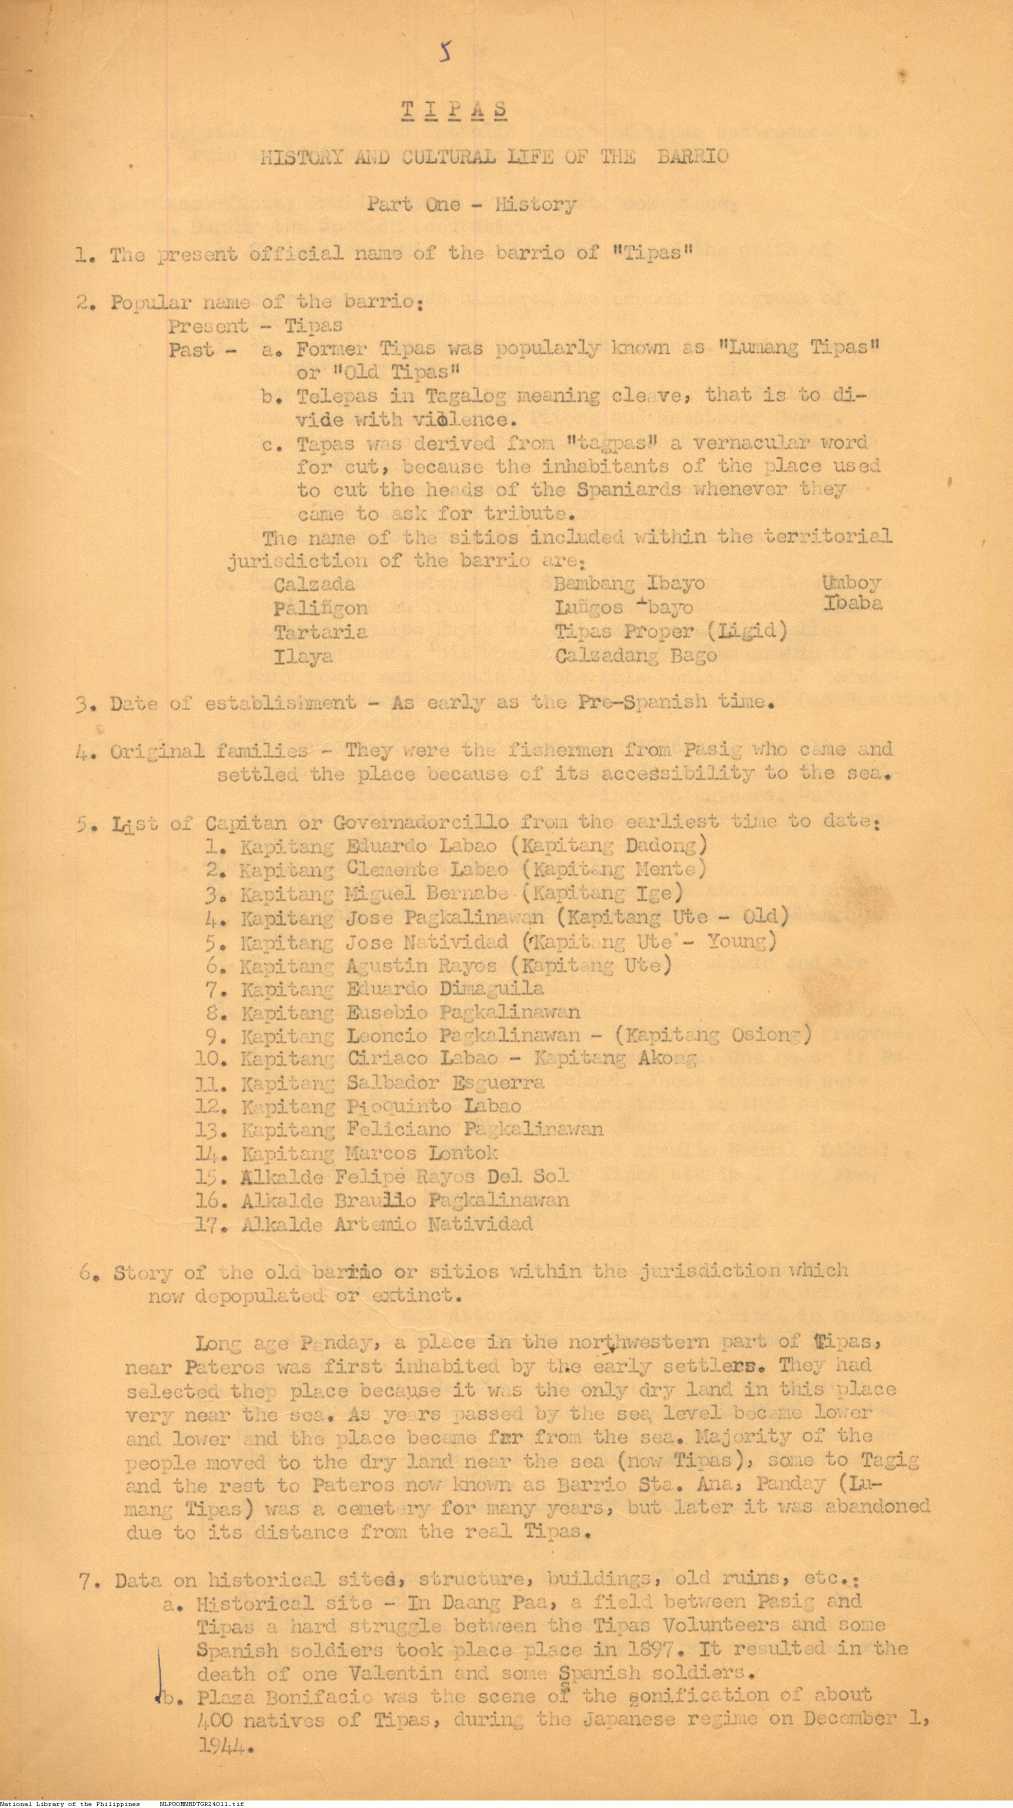 5
TIPAS
HISTORY AND CULTURAL LIFE OF THE BARRIO
Part One - History
1. The present official name of the barrio of "Tipas"
2. Popular name of the barrio:
Present - Tipas
Past - a. Former Tipas was popularly known as "Lumang Tipas"
or "Old Tipas"
b. Telepas in Tagalog meaning cleave, that is to di-
vide with violence.
c. Tapas was derived from "tagpas" a vernacular word
for cut, because the inhabitants of the place used
to cut the heads of the Spaniards whenever they
came to ask for tribute.
The name of the sitios included within the territorial
jurisdiction of the barrio are:
Calzada Bambang Ibayo Umboy
Paliñgon Luñgos Ibayo Ibaba
Tartaria Tipas Proper (Ligid)
Ilaya Calzadang Bago
3. Date of establishment - As early as the Pre-Spanish time.
4. Original families - They were the fishermen from Pasig who came and
settled the place because of its accessibility to the sea.
5. List of Capitan or Governadorcillo from the earliest time to date:
1. Kapitang Eduardo Labao (Kapitang Dadong)
2. Kapitang Clemente Labao (Kapitang Mente)
3. Kapitang Miguel Bernabe (Kapitang Ige)
4. Kapitang Jose Pagkalinawan (Kapitang Ute - Old)
5. Kapitang Jose Natividad (Kapitang Ute - Young)
6. Kapitang Agustin Rayos (Kapitang Ute)
7. Kapitang Eduardo Dimaguila
8. Kapitang Eusebio Pagkalinawan
9. Kapitang Leoncio Pagkalinawan - (Kapitang Osiong)
10. Kapitang Ciriaco Labao - Kapitang Akong
11. Kapitang Salbador Esguerra
12. Kapitang Pioquinto Labao
13. Kapitang Feliciano Pagkalinawan
14. Kapitang Marcos Lontok
15. Alkalde Felipe Rayos Del Sol
16. Alkalde Braulio Pagkalinawan
17. Alkalde Artemio Natividad
6. Story of the old barrio or sitios within the jurisdiction which
now depopulated or extinct.
Long age Panday, a place in the northwestern part of Tipas,
near Pateros was first inhabited by the early settlers. They had
selected thep place because it was the only dry land in this place
very near the sea. As years passed by the sea level became lower
and lower and the place became far from the sea. Majority of the
people moved to the dry land near the sea (now Tipas), some to Tagig
and the rest to Pateros now known as Barrio Sta. Ana, Panday (Lu-
mang Tipas) was a cemetery for many years, but later it was abandoned
due to its distance from the real Tipas.
7. Data on historical sites, structure, buildings, old ruins, etc.:
a. Historical site - In Daang Paa, a field between Pasig and
Tipas a hard struggle between the Tipas Volunteers and some
Spanish soldiers took place place in 1897. It resulted in the
death of one Valentin and some Spanish soldiers.
b. Plaza Bonifacio was the scene of the sonification of about
400 natives of Tipas, during the Japanese regime on December 1,
1944.
National Library of the Philippines NLPOOMNHDTGR24011.tif